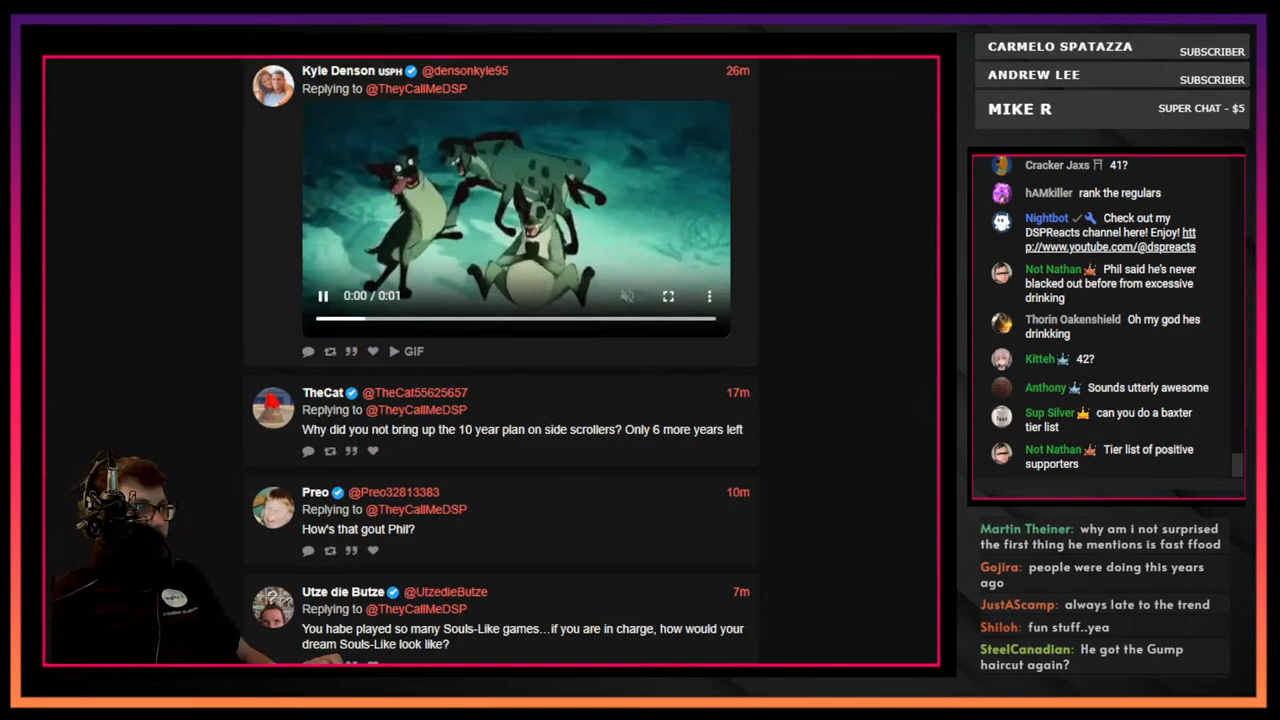 Kyle Denson USPH @densonkyle95 26m
Replying to @TheyCallMeDSP
0:00 / 0:01
GIF
TheCat @TheCat55625657 17m
Replying to @TheyCallMeDSP
Why did you not bring up the 10 year plan on side scrollers? Only 6 more years left
Preo @Preo32813383 10m
Replying to @TheyCallMeDSP
How's that gout Phil?
Utze die Butze @UtzedieButze 7m
Replying to @TheyCallMeDSP
You habe played so many Souls-Like games...if you are in charge, how would your
dream Souls-Like look like?
CARMELO SPATAZZA SUBSCRIBER
ANDREW LEE SUBSCRIBER
MIKE R SUPER CHAT - $5
Cracker Jaxs 41?
hAMkiller rank the regulars
Nightbot Check out my
DSPReacts channel here! Enjoy! htt
p://www.youtube.com/@dspreacts
Not Nathan Phil said he's never
blacked out before from excessive
drinking
Thorin Oakenshield Oh my god hes
drinkking
Kitteh 42?
Anthony Sounds utterly awesome
Sup Silver can you do a baxter
tier list
Not Nathan Tier list of positive
supporters
Martin Theiner: why am i not surprised
the first thing he mentions is fast ffood
Gojira: people were doing this years
ago
JustAScamp: always late to the trend
Shiloh: fun stuff..yea
SteelCanadian: He got the Gump
haircut again?